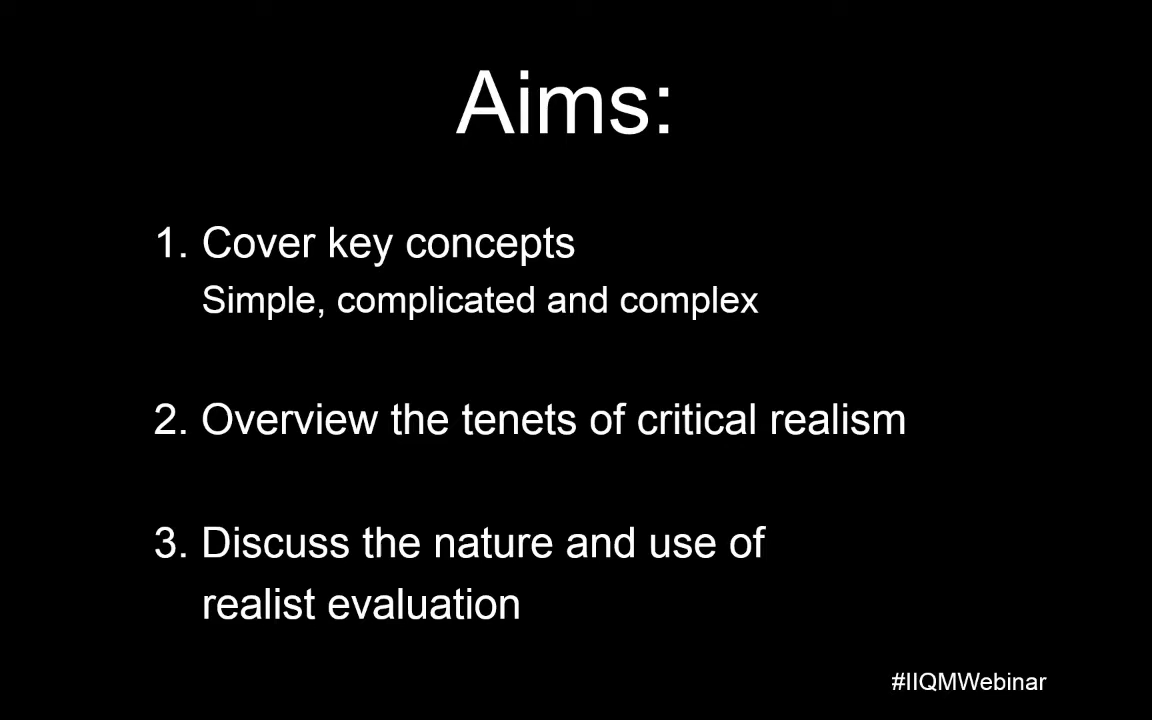 Aims:
1. Cover key concepts
Simple, complicated and complex
2. Overview the tenets of critical realism
3. Discuss the nature and use of
realist evaluation
#IIQMWebinar